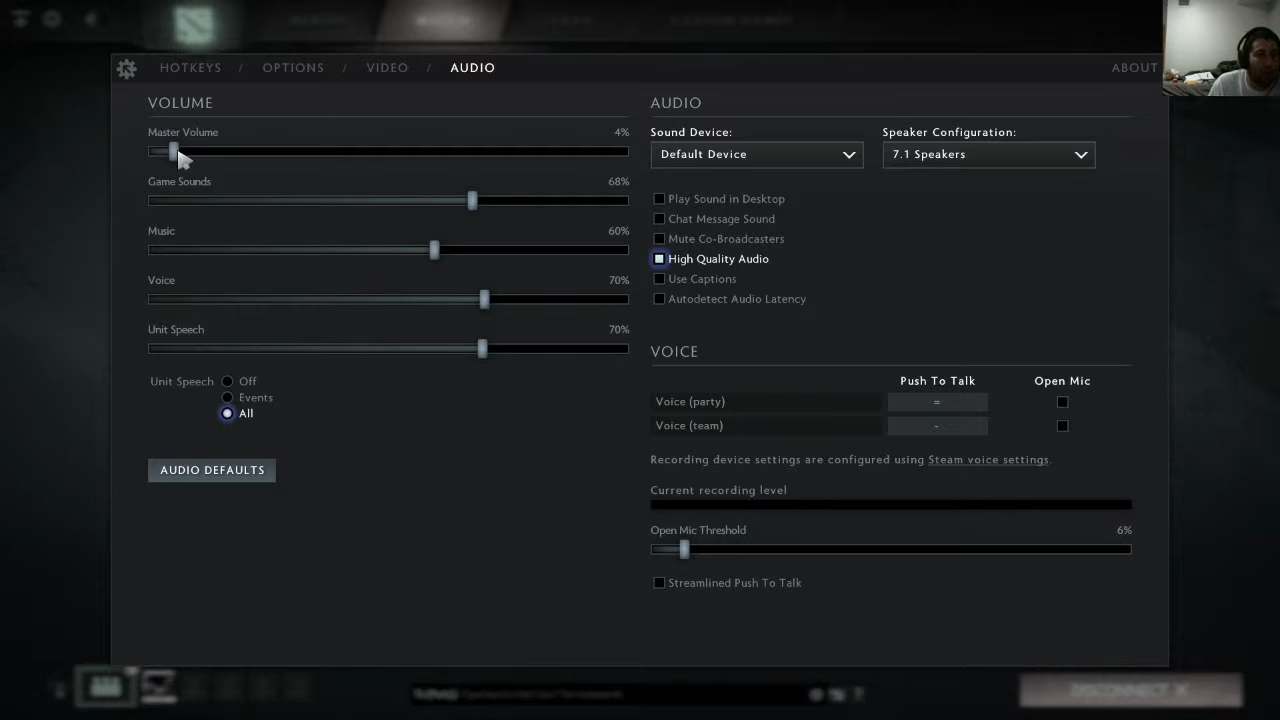 HOTKEYS / OPTIONS / VIDEO / AUDIO
ABOUT
VOLUME
Master Volume 4%
Game Sounds 68%
Music 60%
Voice 70%
Unit Speech 70%
Unit Speech Off
Events
All
AUDIO DEFAULTS
AUDIO
Sound Device: Speaker Configuration:
Default Device 7.1 Speakers
Play Sound in Desktop
Chat Message Sound
Mute Co-Broadcasters
High Quality Audio
Use Captions
Autodetect Audio Latency
VOICE
Push To Talk Open Mic
Voice (party) =
Voice (team) -
Recording device settings are configured using Steam voice settings.
Current recording level
Open Mic Threshold 6%
Streamlined Push To Talk
DISCONNECT